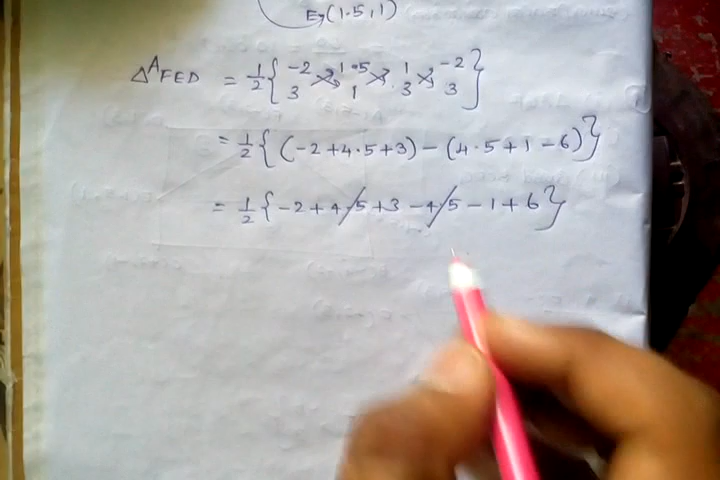 E→(1.5,1)
Δ^A FED = 1/2 { -2 1.5 1 -2
3 1 3 3 }
= 1/2 { (-2 + 4.5 + 3) - (4.5 + 1 - 6) }
= 1/2 { -2 + 4.5 + 3 - 4.5 - 1 + 6 }